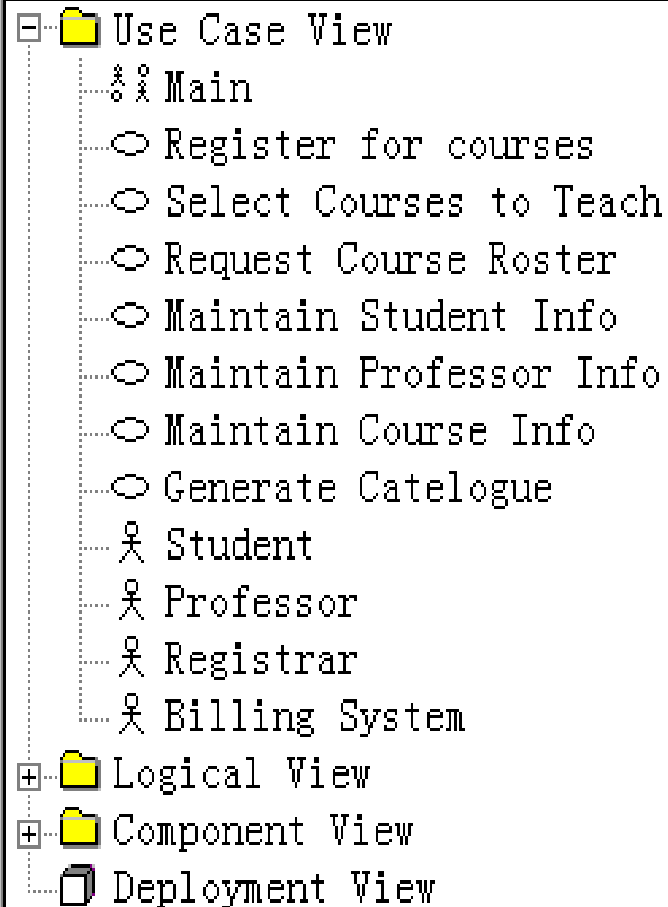 Use Case View
Main
Register for courses
Select Courses to Teach
Request Course Roster
Maintain Student Info
Maintain Professor Info
Maintain Course Info
Generate Catelogue
Student
Professor
Registrar
Billing System
Logical View
Component View
Deployment View